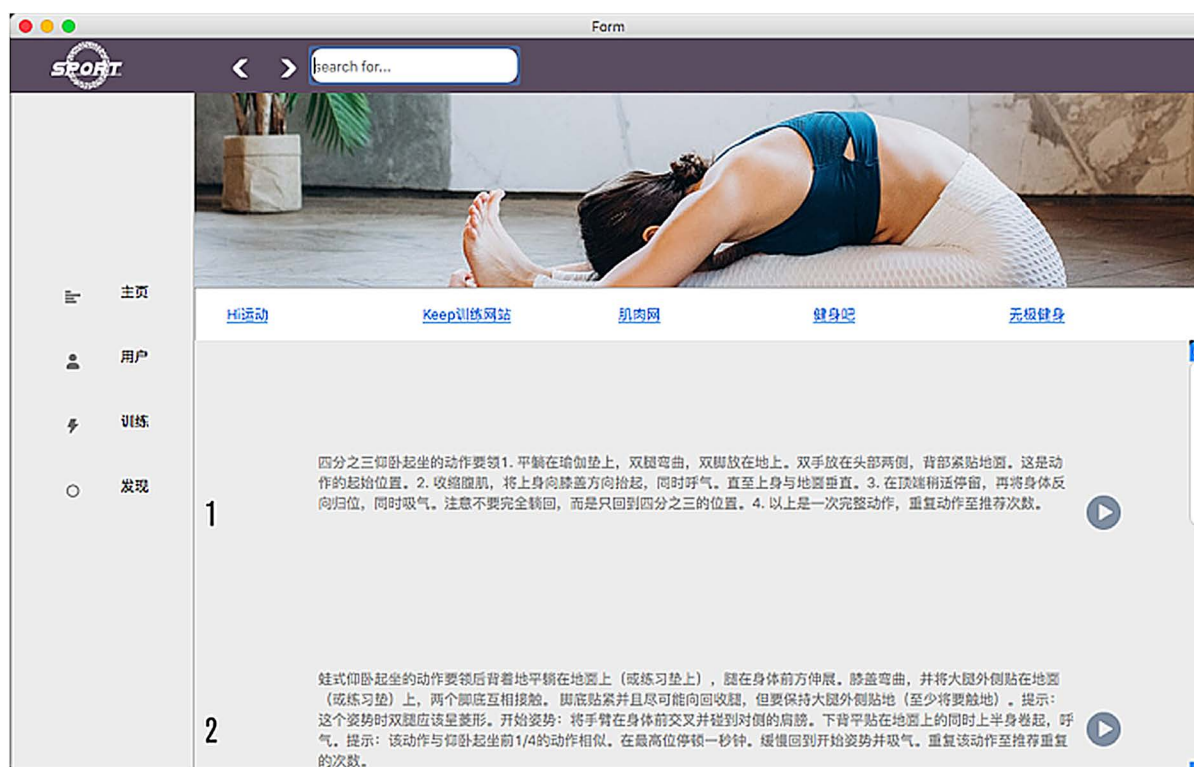 Form
SPORT
search for...
主页
用户
训练
发现
Hi运动
Keep训练网站
肌肉网
健身吧
无极健身
1
四分之三仰卧起坐的动作要领1. 平躺在瑜伽垫上，双腿弯曲，双脚放在地上。双手放在头部两侧，背部紧贴地面。这是动
作的起始位置。2. 收缩腹肌，将上身向膝盖方向抬起，同时呼气。直至上身与地面垂直。3. 在顶端稍适停留，再将身体反
向归位，同时吸气。注意不要完全躺回，而是只回到四分之三的位置。4. 以上是一次完整动作，重复动作至推荐次数。
2
蛙式仰卧起坐的动作要领后背着地平躺在地面上（或练习垫上），腿在身体前方伸展。膝盖弯曲，并将大腿外侧贴在地面
（或练习垫）上，两个脚底互相接触。 脚底贴紧并且尽可能向回收腿，但要保持大腿外侧贴地（至少将要触地）。提示：
这个姿势时双腿应该呈菱形。开始姿势：将手臂在身体前交叉并碰到对侧的肩膀。下背平贴在地面上的同时上半身卷起，呼
气。提示：该动作与仰卧起坐前1/4的动作相似。在最高位停顿一秒钟。缓慢回到开始姿势并吸气。重复该动作至推荐重复
的次数。